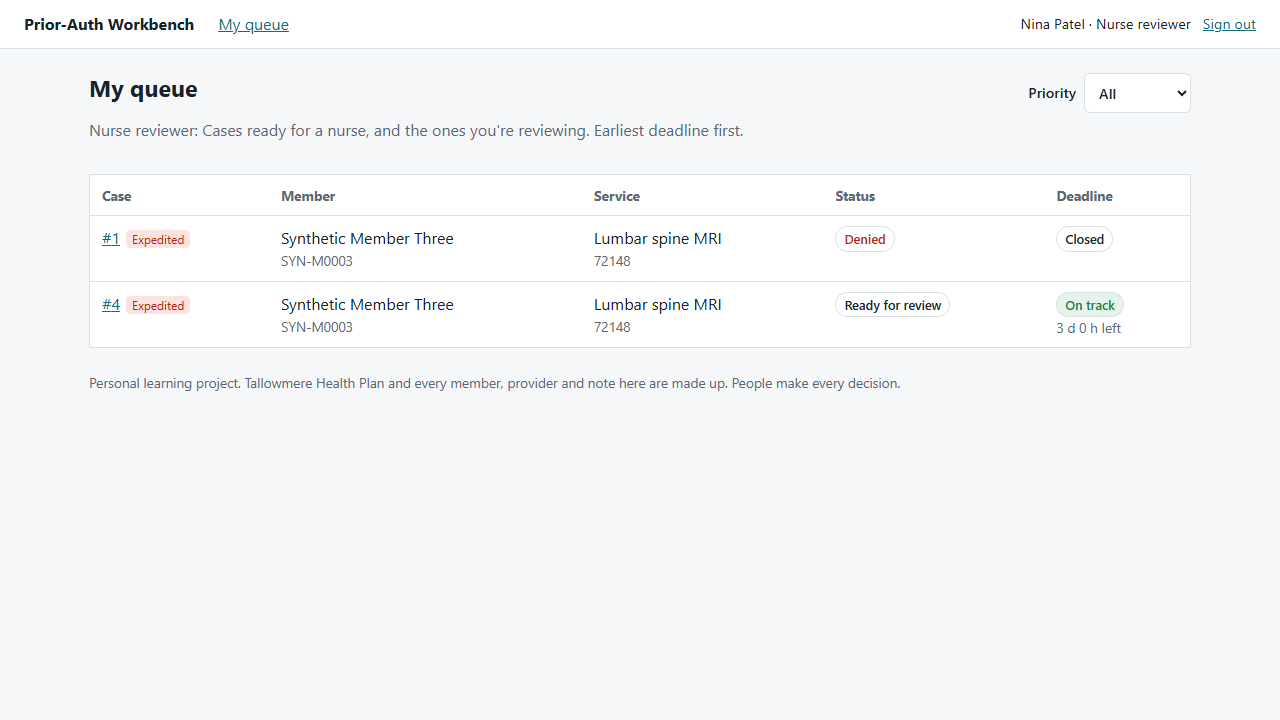 Prior-Auth Workbench My queue Nina Patel · Nurse reviewer Sign out
My queue
Priority All
Nurse reviewer: Cases ready for a nurse, and the ones you're reviewing. Earliest deadline first.
Case Member Service Status Deadline
#1 Expedited Synthetic Member Three Lumbar spine MRI Denied Closed
SYN-M0003 72148
#4 Expedited Synthetic Member Three Lumbar spine MRI Ready for review On track
SYN-M0003 72148 3 d 0 h left
Personal learning project. Tallowmere Health Plan and every member, provider and note here are made up. People make every decision.